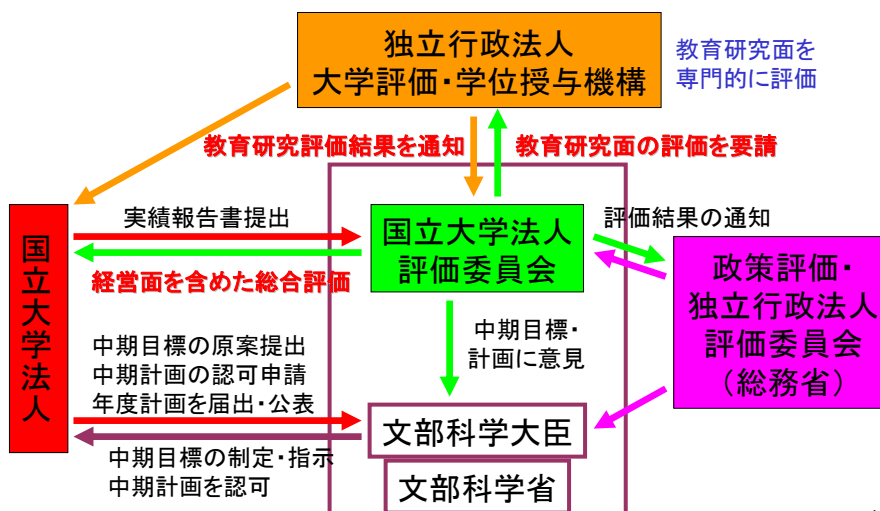 独立行政法人
大学評価・学位授与機構
教育研究面を
専門的に評価
教育研究評価結果を通知
教育研究面の評価を要請
国立大学法人
実績報告書提出
経営面を含めた総合評価
国立大学法人
評価委員会
評価結果の通知
政策評価・
独立行政法人
評価委員会
（総務省）
中期目標・
計画に意見
中期目標の原案提出
中期計画の認可申請
年度計画を届出・公表
文部科学大臣
中期目標の制定・指示
中期計画を認可
文部科学省